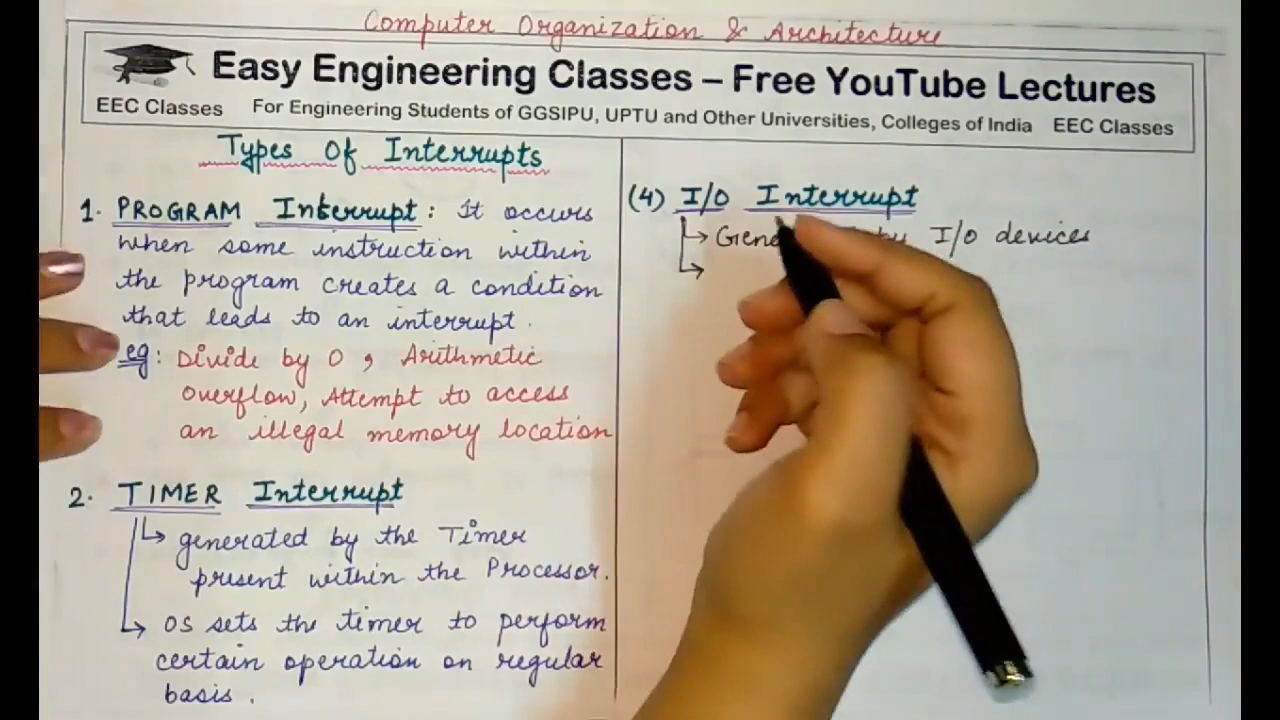 Computer Organization & Architecture
Easy Engineering Classes – Free YouTube Lectures
EEC Classes For Engineering Students of GGSIPU, UPTU and Other Universities, Colleges of India EEC Classes
Types Of Interrupts
1. PROGRAM Interrupt: It occurs
when some instruction within
the program creates a condition
that leads to an interrupt.
eg: Divide by 0, Arithmetic
overflow, Attempt to access
an illegal memory location
2. TIMER Interrupt
generated by the Timer
present within the Processor.
OS sets the timer to perform
certain operation on regular
basis.
(4) I/O Interrupt
by I/O devices